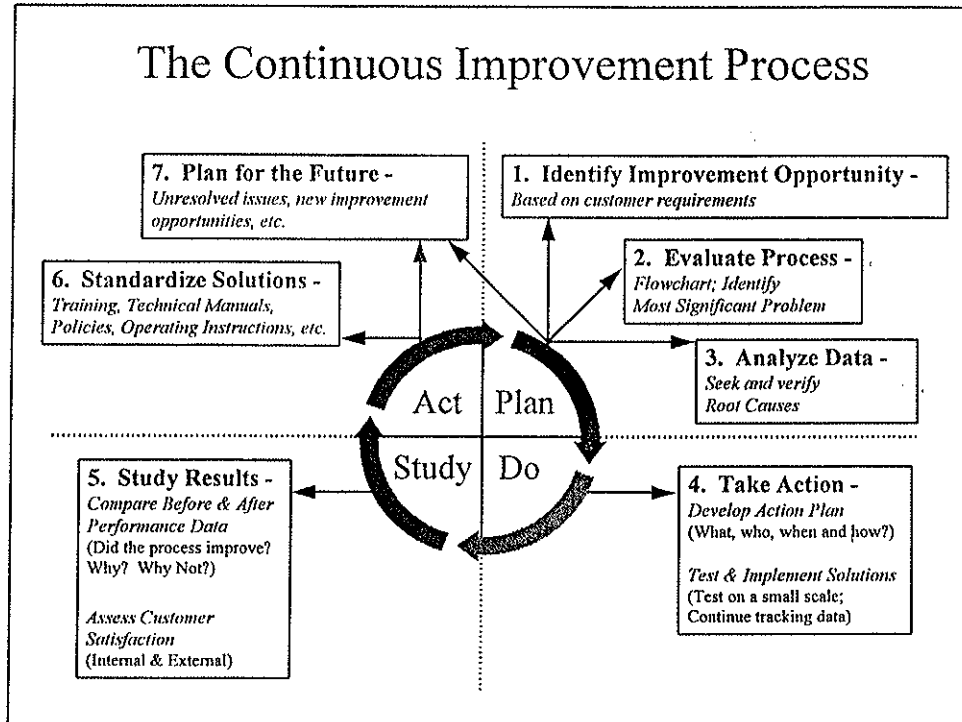 The Continuous Improvement Process
7. Plan for the Future -
Unresolved issues, new improvement
opportunities, etc.
1. Identify Improvement Opportunity -
Based on customer requirements
2. Evaluate Process -
Flowchart; Identify
Most Significant Problem
6. Standardize Solutions -
Training, Technical Manuals,
Policies, Operating Instructions, etc.
3. Analyze Data -
Seek and verify
Root Causes
Act
Plan
Study
Do
5. Study Results -
Compare Before & After
Performance Data
(Did the process improve?
Why? Why Not?)
Assess Customer
Satisfaction
(Internal & External)
4. Take Action -
Develop Action Plan
(What, who, when and how?)
Test & Implement Solutions
(Test on a small scale;
Continue tracking data)